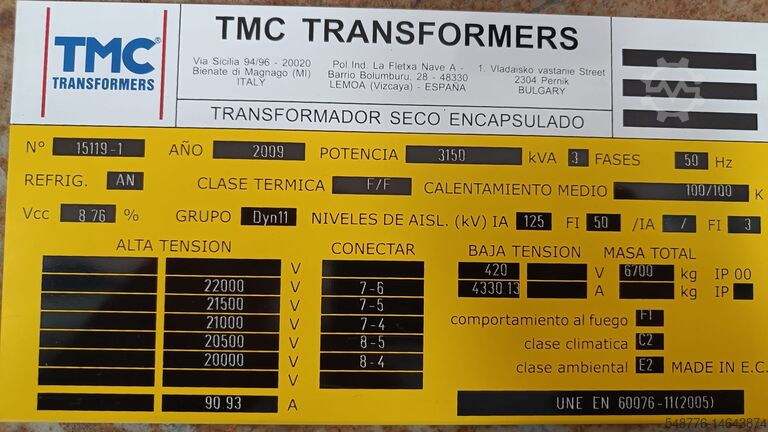 TMC®
TRANSFORMERS
TMC TRANSFORMERS
Via Sicilia 94/96 - 20020
Bienate di Magnago (MI)
ITALY
Pol Ind. La Fletxa Nave A -
Barrio Bolumburu, 28 - 48330
LEMOA (Vizcaya) - ESPAÑA
1. Vladaisko vastanie Street
2304 Pernik
BULGARY
TRANSFORMADOR SECO ENCAPSULADO
N° 15119-1 AÑO 2009 POTENCIA 3150 kVA 3 FASES 50 Hz
REFRIG. AN CLASE TERMICA F/F CALENTAMIENTO MEDIO 100/100 K
Vcc 8.76 % GRUPO Dyn11 NIVELES DE AISL. (kV) IA 125 FI 50 /IA / FI 3
ALTA TENSION CONECTAR BAJA TENSION MASA TOTAL
V 420 V 6700 kg IP 00
22000 V 7-6 4330.13 A kg IP
21500 V 7-5
21000 V 7-4 comportamiento al fuego F1
20500 V 8-5 clase climatica C2
20000 V 8-4 clase ambiental E2 MADE IN E.C.
V
90.93 A UNE EN 60076-11(2005)
548776-14643874